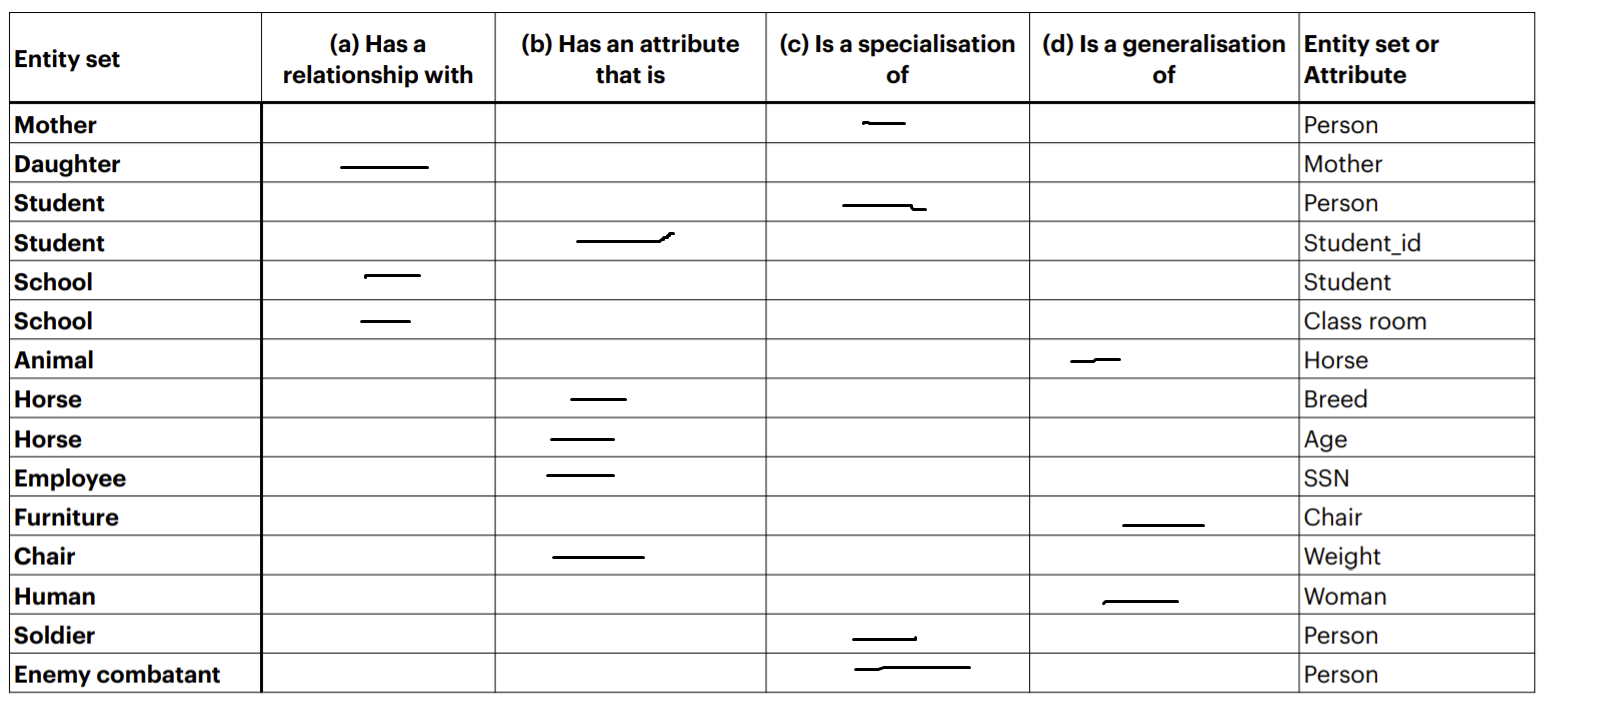 Entity set (a) Has a relationship with (b) Has an attribute that is (c) Is a specialisation of (d) Is a generalisation of Entity set or Attribute
Mother Person
Daughter Mother
Student Person
Student Student_id
School Student
School Class room
Animal Horse
Horse Breed
Horse Age
Employee SSN
Furniture Chair
Chair Weight
Human Woman
Soldier Person
Enemy combatant Person